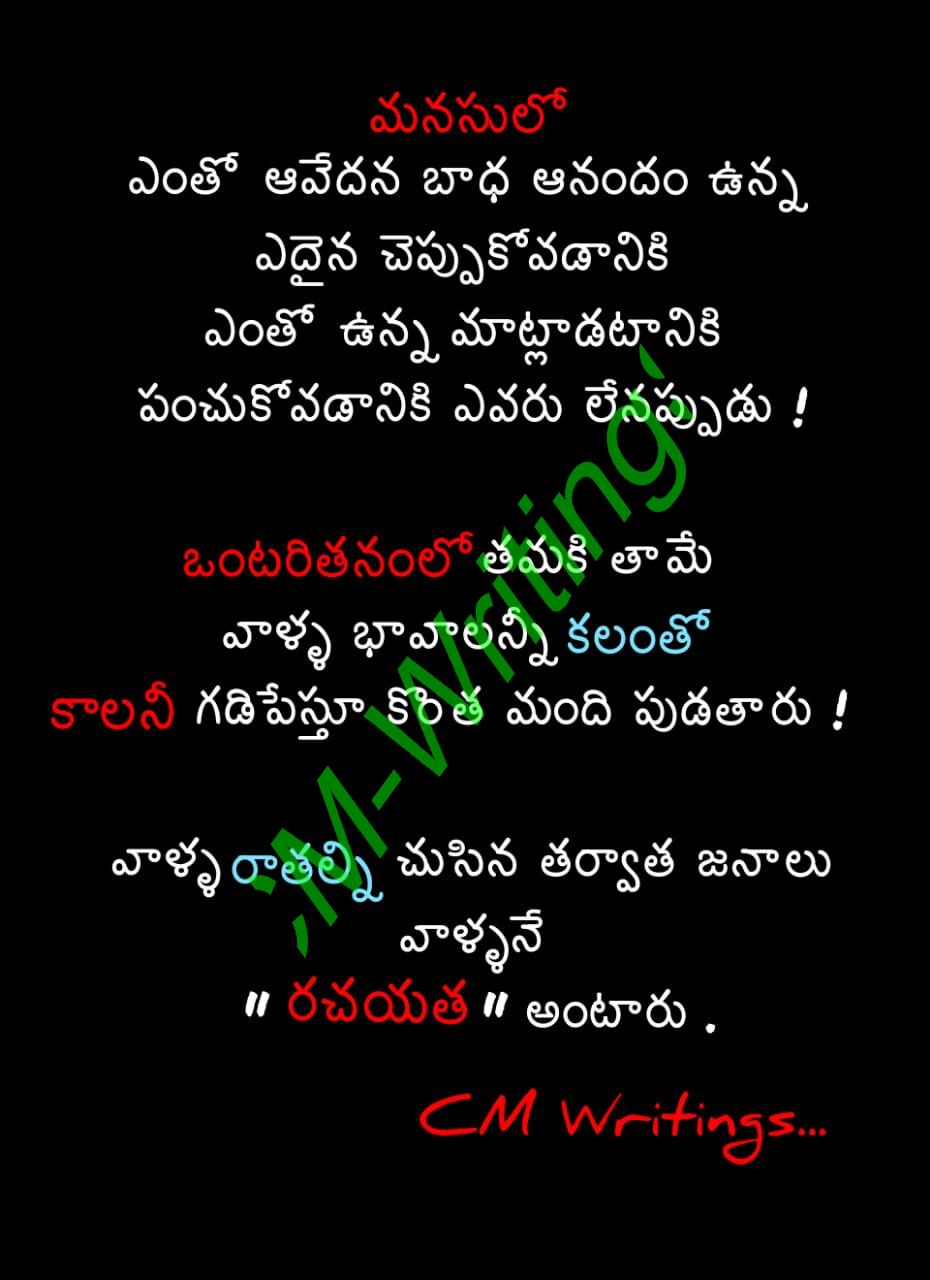 మనసులో
ఎంతో ఆవేదన బాధ ఆనందం ఉన్న
ఎదైన చెప్పుకోవడానికి
ఎంతో ఉన్న మాట్లాడటానికి
పంచుకోవడానికి ఎవరు లేనప్పుడు !
ఒంటరితనంలో తమకి తామే
వాళ్ళ భావాలన్నీ కలంతో
కాలనీ గడిపేస్తూ కొంత మంది పుడతారు !
వాళ్ళ రాతల్ని చుసిన తర్వాత జనాలు
వాళ్ళనే
" రచయత " అంటారు .
CM Writings...
M-Writing